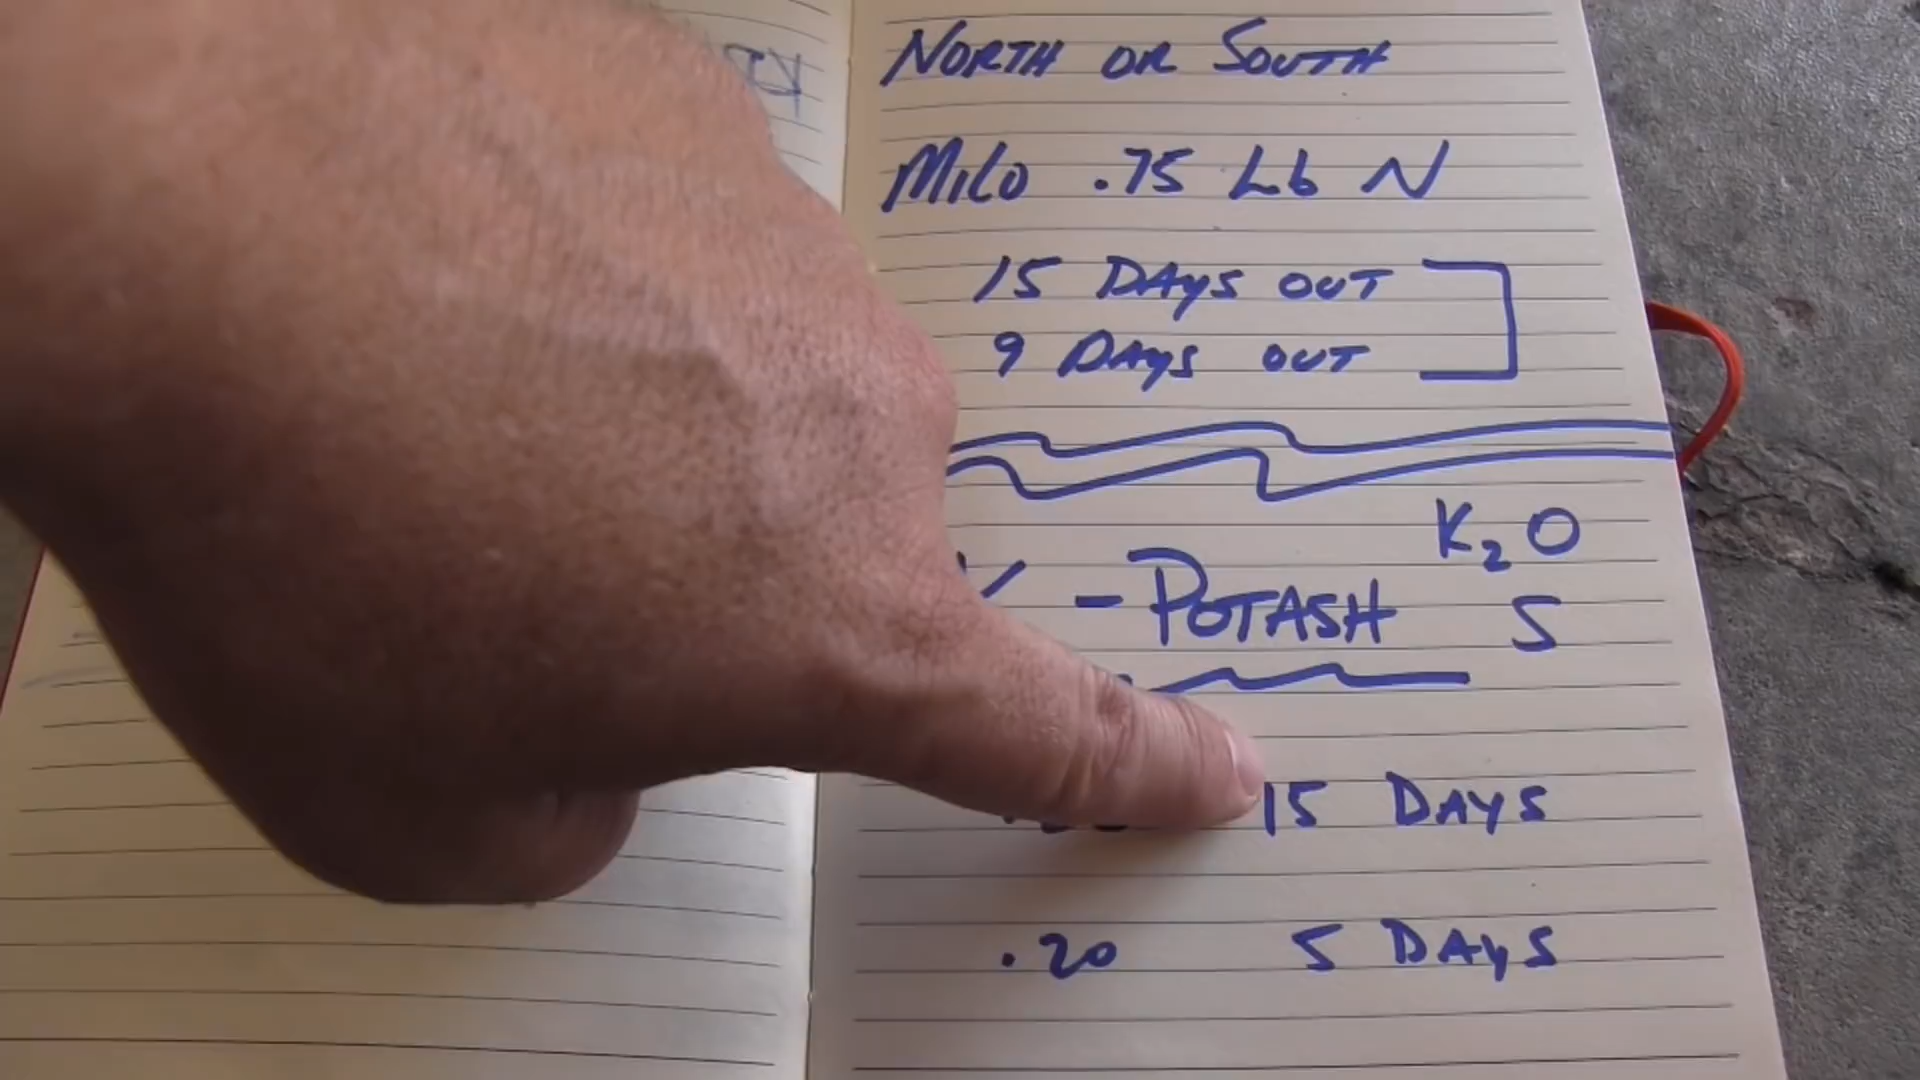 NORTH OR SOUTH
MILO .75 Lb N
15 DAYS OUT
9 DAYS OUT
K2O
- POTASH S
15 DAYS
.20 5 DAYS